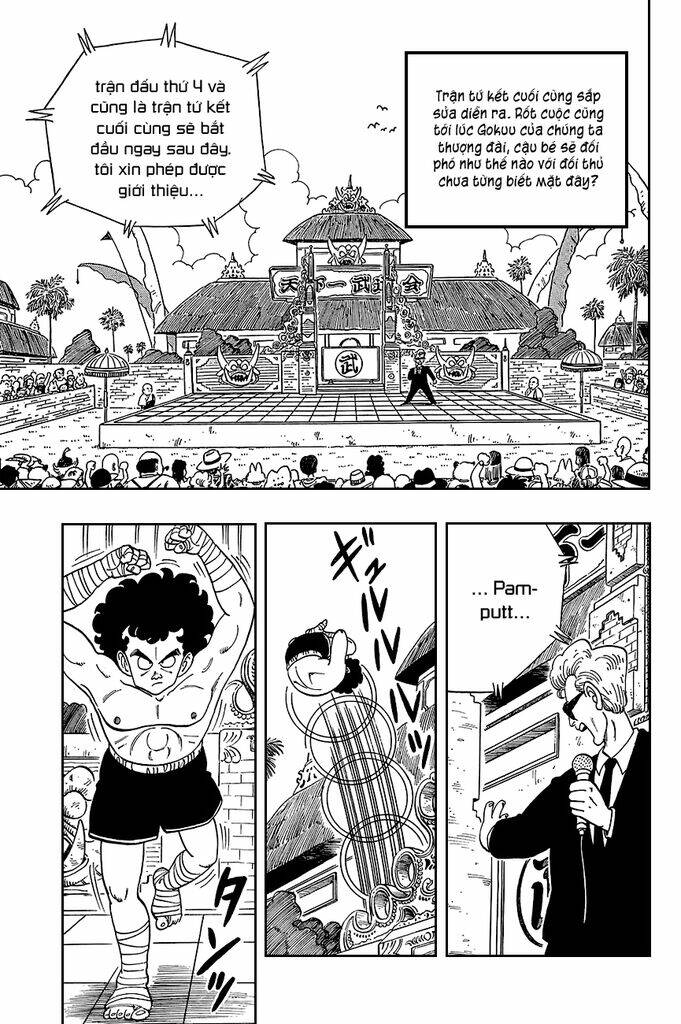 Trận tứ kết cuối cùng sắp
sửa diễn ra. Rốt cuộc cũng
tới lúc Gokuu của chúng ta
thượng đài, cậu bé sẽ đối
phó như thế nào với đối thủ
chưa từng biết mặt đây?
trận đấu thứ 4 và
cũng là trận tứ kết
cuối cùng sẽ bắt
đầu ngay sau đây.
tôi xin phép được
giới thiệu...
天下一武道会
武
... Pam-
putt...
ギュルルルッ
タンッ